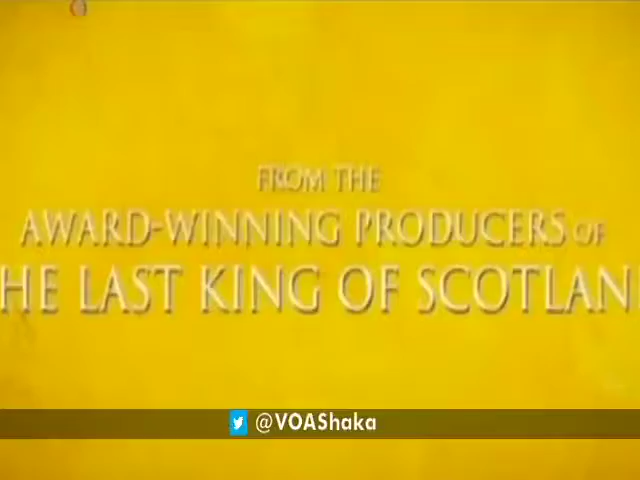 FROM THE
AWARD-WINNING PRODUCERS OF
HE LAST KING OF SCOTLAN
@VOAShaka